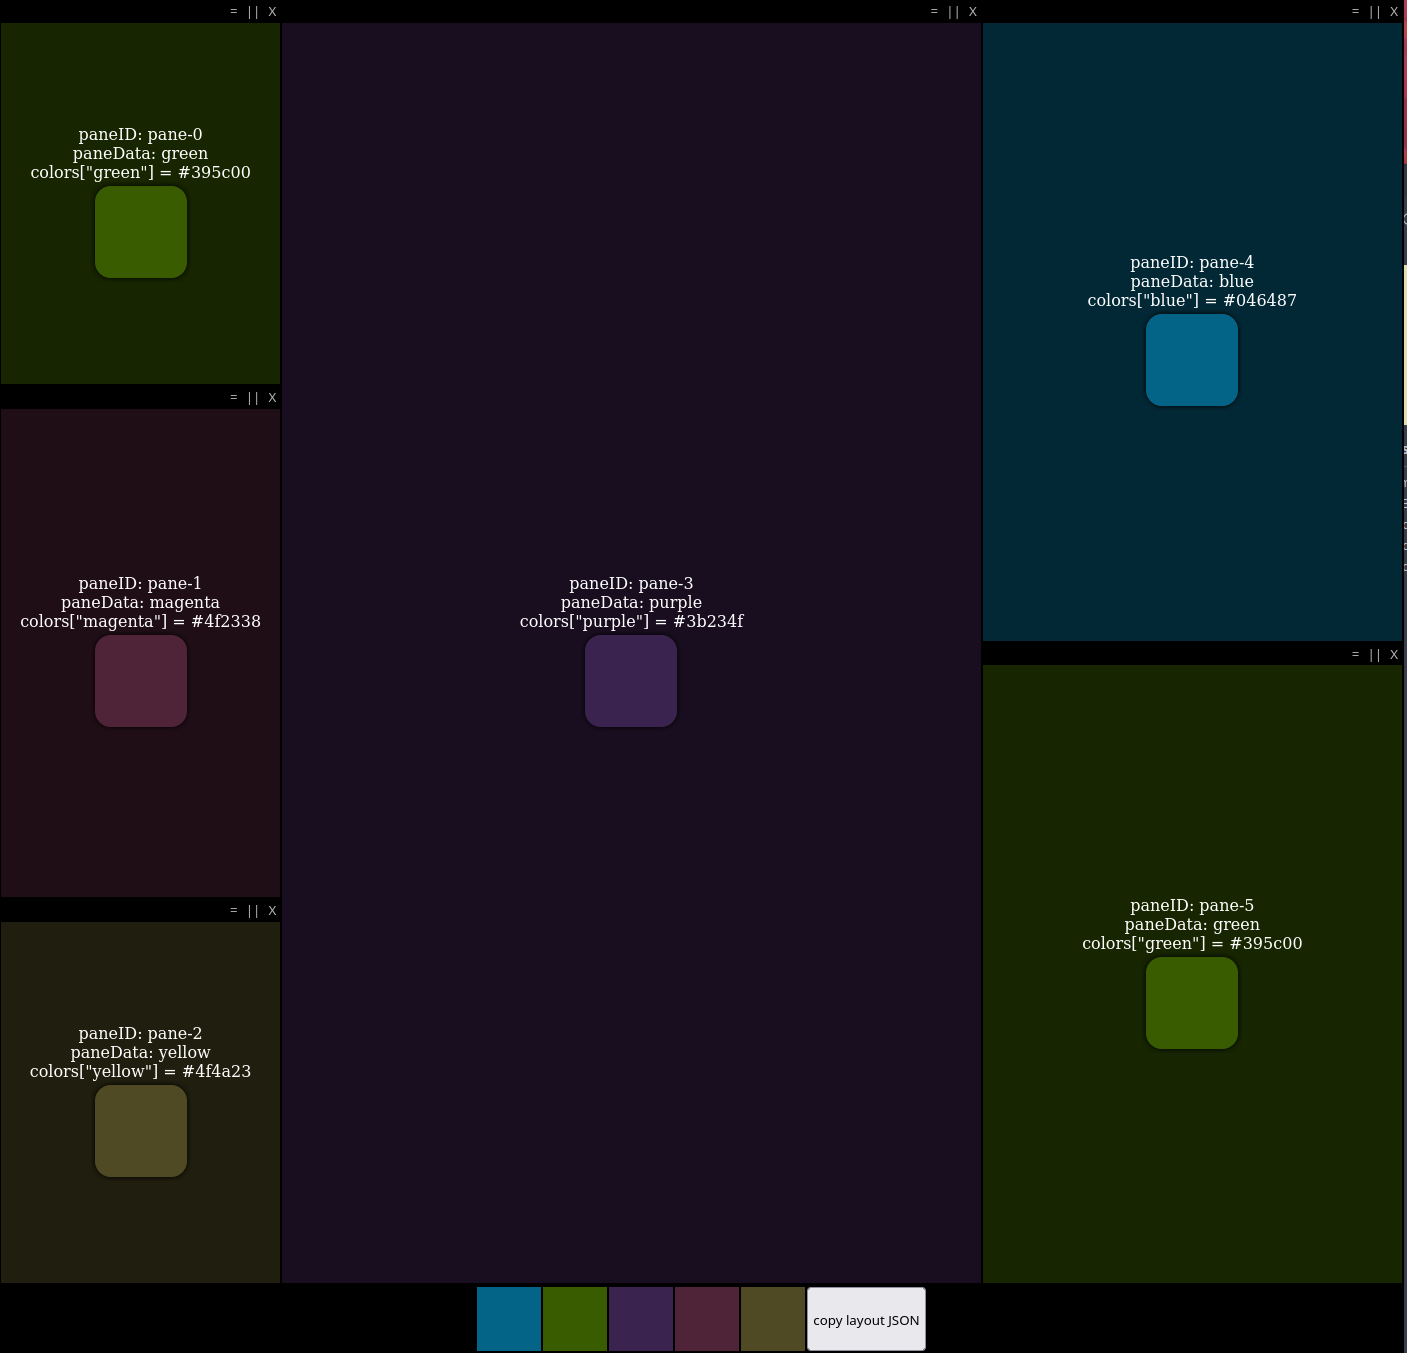 = || X
paneID: pane-0
paneData: green
colors["green"] = #395c00
= || X
paneID: pane-1
paneData: magenta
colors["magenta"] = #4f2338
= || X
paneID: pane-2
paneData: yellow
colors["yellow"] = #4f4a23
= || X
paneID: pane-3
paneData: purple
colors["purple"] = #3b234f
= || X
paneID: pane-4
paneData: blue
colors["blue"] = #046487
= || X
paneID: pane-5
paneData: green
colors["green"] = #395c00
copy layout JSON